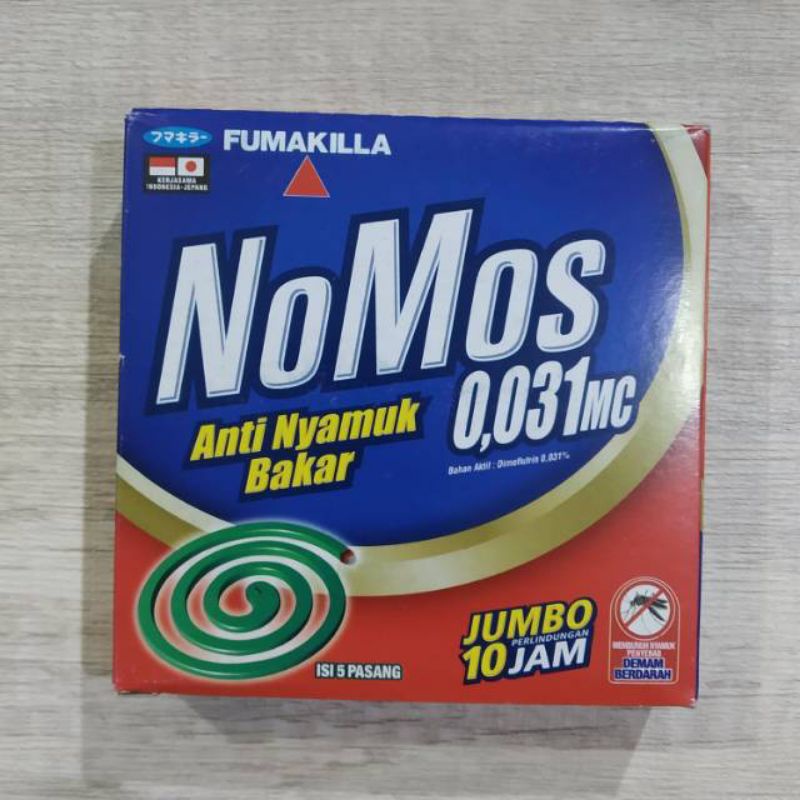 フマキラー
FUMAKILLA
KERJASAMA
INDONESIA-JEPANG
NoMos
0,031MC
Anti Nyamuk
Bakar
Bahan Aktif : Dimeflutrin 0,031%
ISI 5 PASANG
JUMBO
PERLINDUNGAN
10 JAM
MEMBUNUH NYAMUK
PENYEBAB
DEMAM
BERDARAH